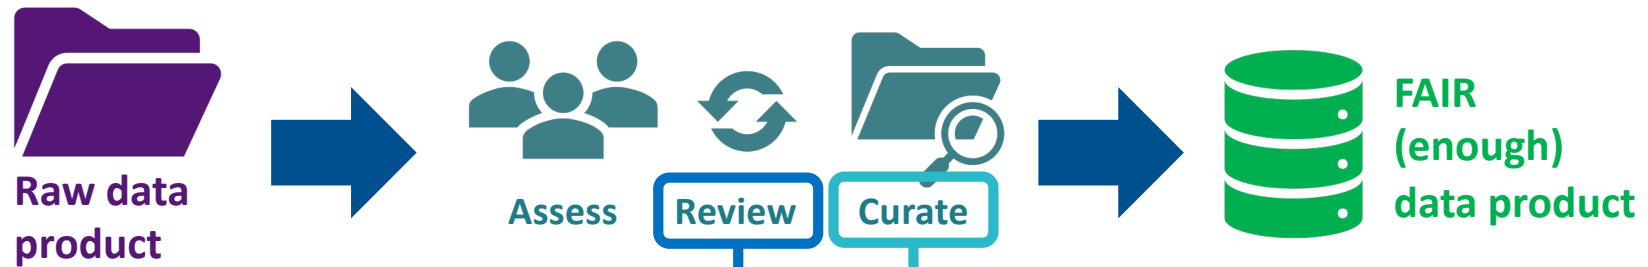 Raw data
product
Assess
Review
Curate
FAIR
(enough)
data product